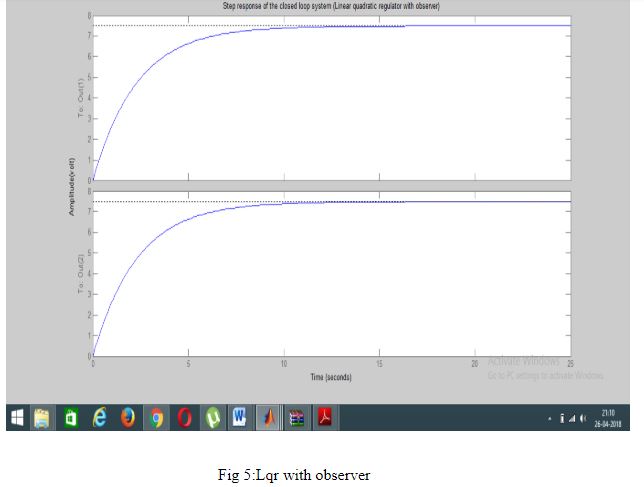 Step response of the closed loop system (Linear quadratic regulator with observer)
Amplitude(volt)
To: Out(1)
8
7
6
5
4
3
2
1
0
To: Out(2)
8
7
6
5
4
3
2
1
0
0 5 10 15 20 25
Time (seconds)
Activate Windows
Go to PC settings to activate Windows.
21:10
26-04-2018
Fig 5:Lqr with observer